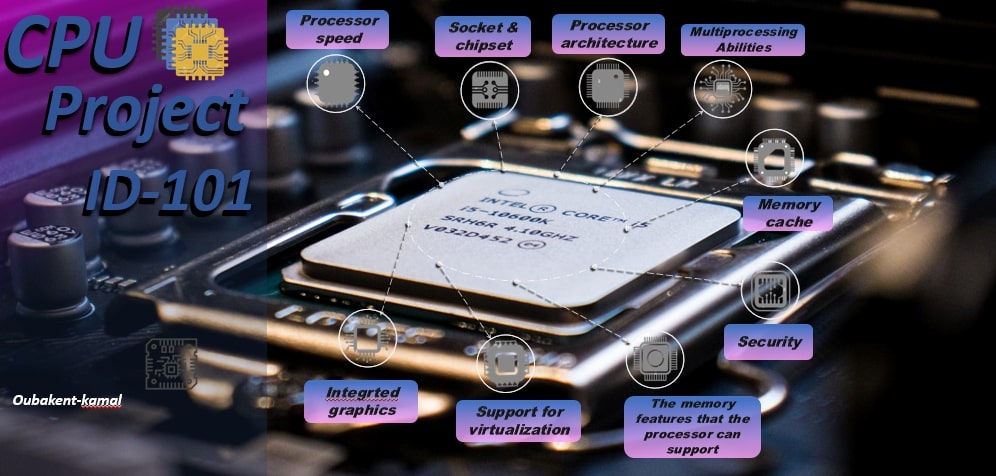 CPU
Project
ID-101
Oubakent-kamal
Processor
speed
Socket &
chipset
Processor
architecture
Multiprocessing
Abilities
Memory
cache
Security
The memory
features that the
processor can
support
Support for
virtualization
Integrted
graphics
INTEL® CORE™ i5
i5-10600K
SRH6R 4.10GHZ
V032D452